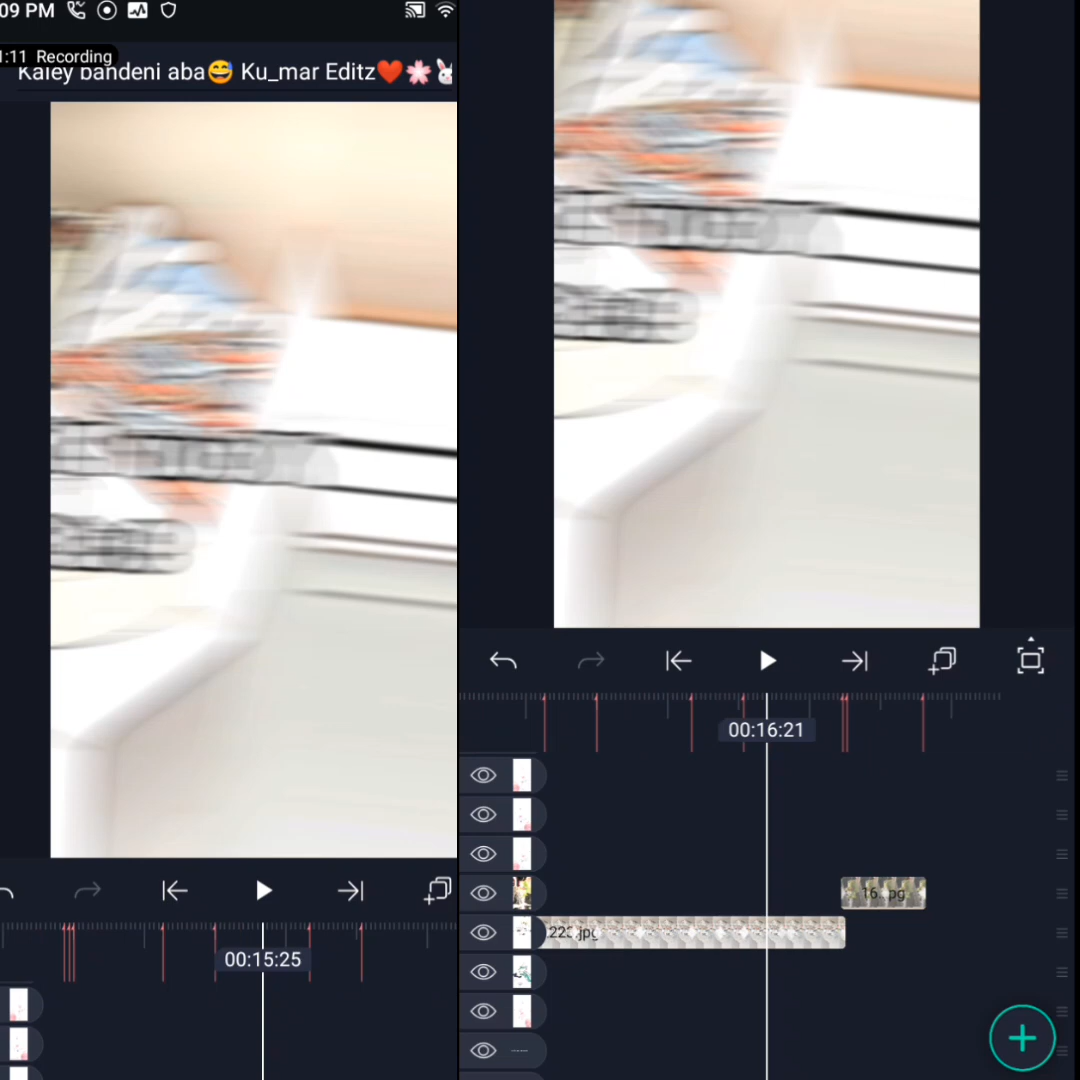 09 PM
1:11 Recording
Kaley bandeni aba😅 Ku_mar Editz❤️🌸🐰
00:15:25
00:16:21
16. pg
223.jpg